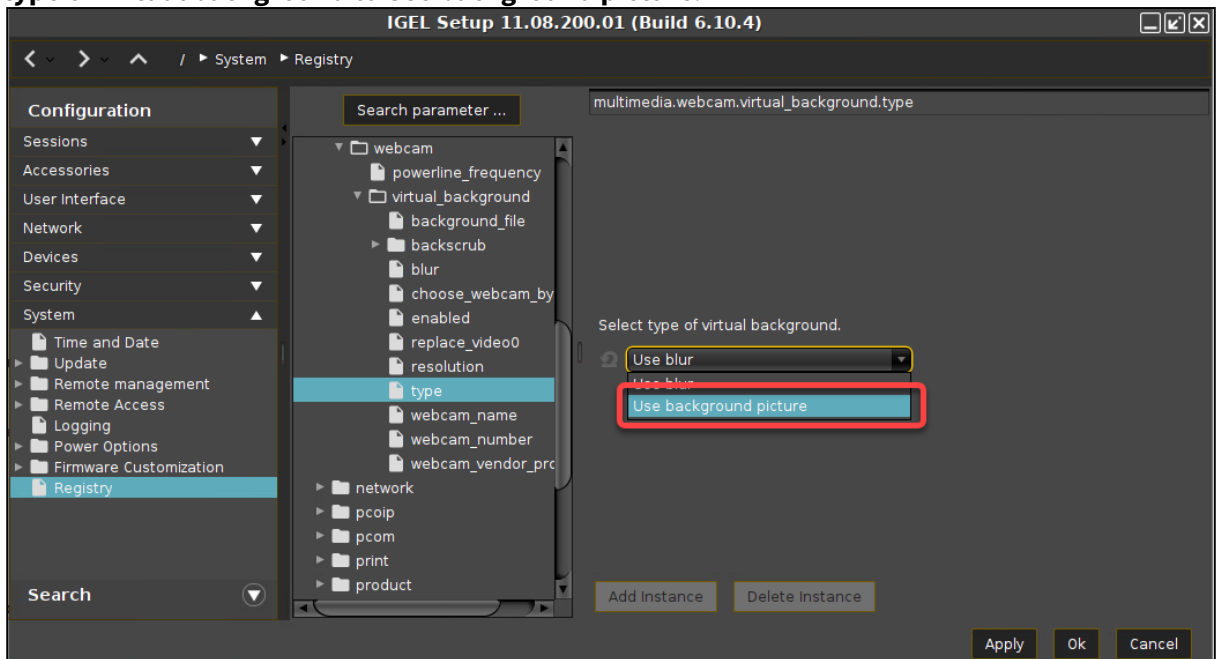 IGEL Setup 11.08.200.01 (Build 6.10.4)
/ System Registry
Configuration
Sessions
Accessories
User Interface
Network
Devices
Security
System
Time and Date
Update
Remote management
Remote Access
Logging
Power Options
Firmware Customization
Registry
Search
Search parameter ...
webcam
powerline_frequency
virtual_background
background_file
backscrub
blur
choose_webcam_by
enabled
replace_video0
resolution
type
webcam_name
webcam_number
webcam_vendor_prc
network
pcoip
pcom
print
product
multimedia.webcam.virtual_background.type
Select type of virtual background.
Use blur
Use blur
Use background picture
Add Instance Delete Instance
Apply Ok Cancel